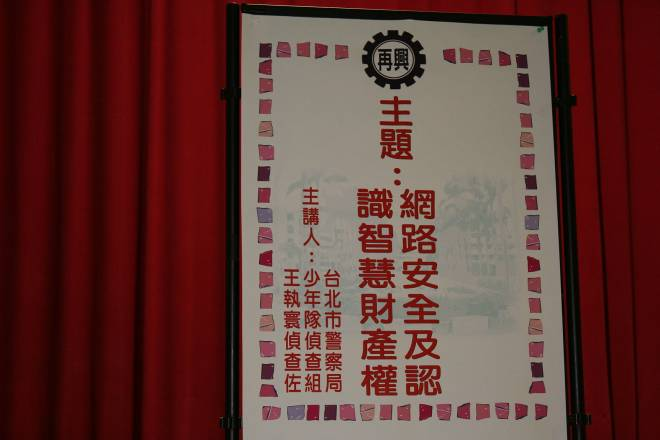 再興
主題：
網路安全及認
識智慧財產權
主講人：
台北市警察局
少年隊偵查組
王執寰偵查佐